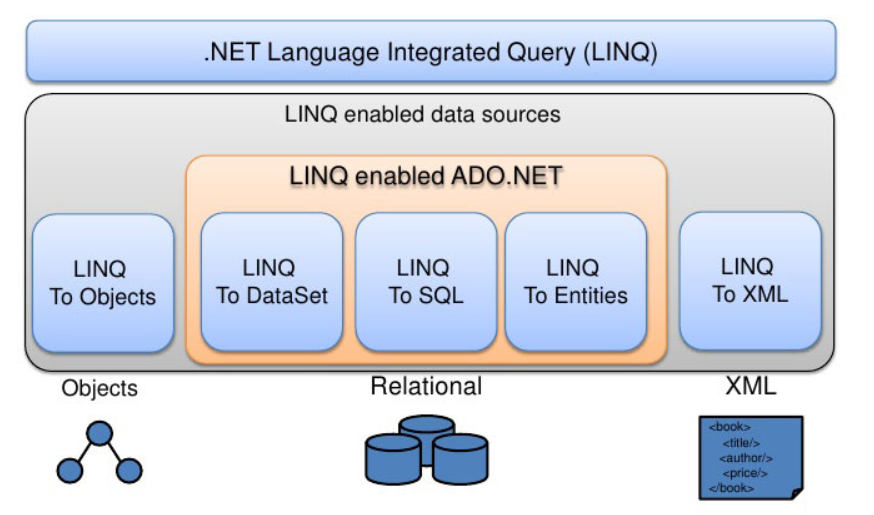 .NET Language Integrated Query (LINQ)
LINQ enabled data sources
LINQ enabled ADO.NET
LINQ
To Objects
LINQ
To DataSet
LINQ
To SQL
LINQ
To Entities
LINQ
To XML
Objects
Relational
XML
<book>
<title/>
<author/>
<price/>
</book>